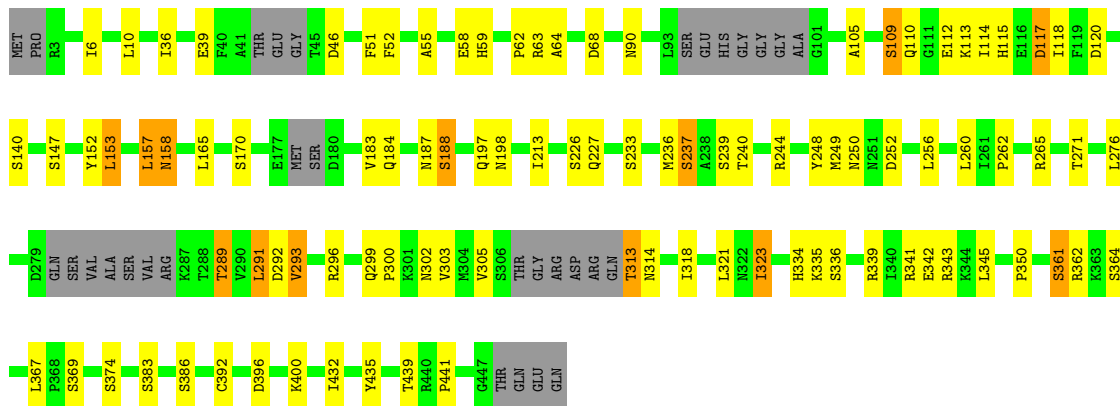 MET PRO R3 I6 L10 I36 E39 F40 A41 THR GLU GLY T45 D46 F51 F52 A55 E58 H59 P62 R63 A64 D68 N90 L93 SER GLU HIS GLY GLY GLY ALA G101 A105 S109 Q110 G111 E112 K113 I114 H115 E116 D117 I118 F119 D120
S140 S147 Y152 L153 L157 N158 L165 S170 E177 MET SER D180 V183 Q184 N187 S188 Q197 N198 I213 S226 Q227 S233 M236 S237 A238 S239 T240 R244 Y248 M249 N250 N251 D252 L256 L260 I261 P262 R265 T271 L276
D279 GLN SER VAL ALA SER VAL ARG K287 T288 T289 V290 L291 D292 V293 R296 Q299 P300 K301 N302 V303 M304 V305 S306 THR GLY ARG ASP ARG GLN T313 N314 I318 L321 N322 I323 H334 K335 S336 R339 I340 R341 E342 R343 K344 L345 P350 S361 R362 K363 S364
L367 P368 S369 S374 S383 S386 C392 D396 K400 I432 Y435 T439 R440 P441 G447 THR GLN GLU GLN